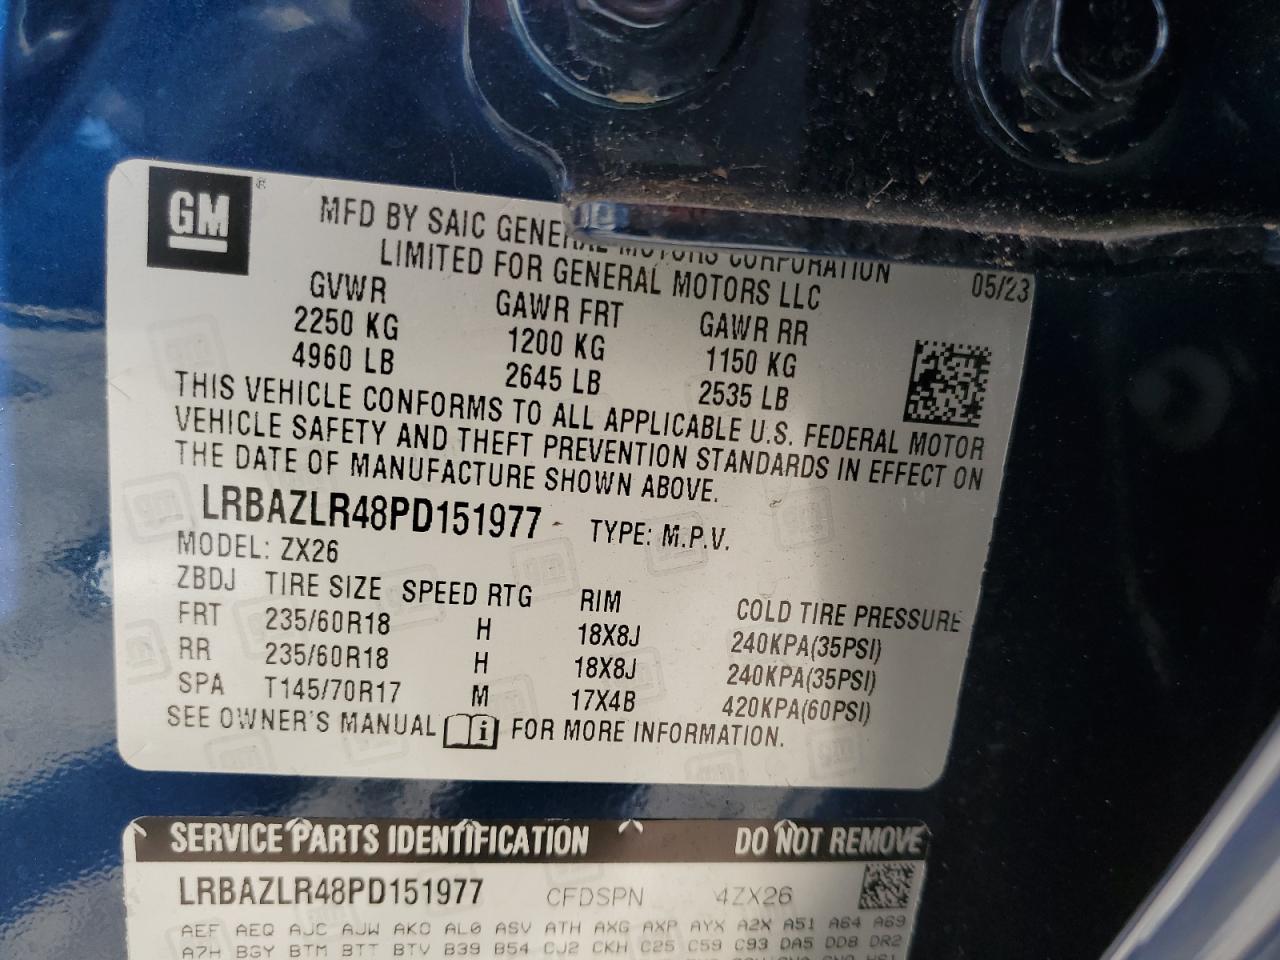 GM
MFD BY SAIC GENERAL MOTORS CORPORATION
LIMITED FOR GENERAL MOTORS LLC 05/23
GVWR GAWR FRT GAWR RR
2250 KG 1200 KG 1150 KG
4960 LB 2645 LB 2535 LB
THIS VEHICLE CONFORMS TO ALL APPLICABLE U.S. FEDERAL MOTOR
VEHICLE SAFETY AND THEFT PREVENTION STANDARDS IN EFFECT ON
THE DATE OF MANUFACTURE SHOWN ABOVE.
LRBAZLR48PD151977 TYPE: M.P.V.
MODEL: ZX26
ZBDJ TIRE SIZE SPEED RTG RIM COLD TIRE PRESSURE
FRT 235/60R18 H 18X8J 240KPA(35PSI)
RR 235/60R18 H 18X8J 240KPA(35PSI)
SPA T145/70R17 M 17X4B 420KPA(60PSI)
SEE OWNER'S MANUAL FOR MORE INFORMATION.
SERVICE PARTS IDENTIFICATION DO NOT REMOVE
LRBAZLR48PD151977 CFDSPN 4ZX26
AEF AEQ AJC AJW AKO AL0 ASV ATH AXG AXP AYX A2X A51 A64 A69
A7H BGY BTM BTT BTV B39 B54 CJ2 CKH C25 C59 C93 DA5 DD8 DR2